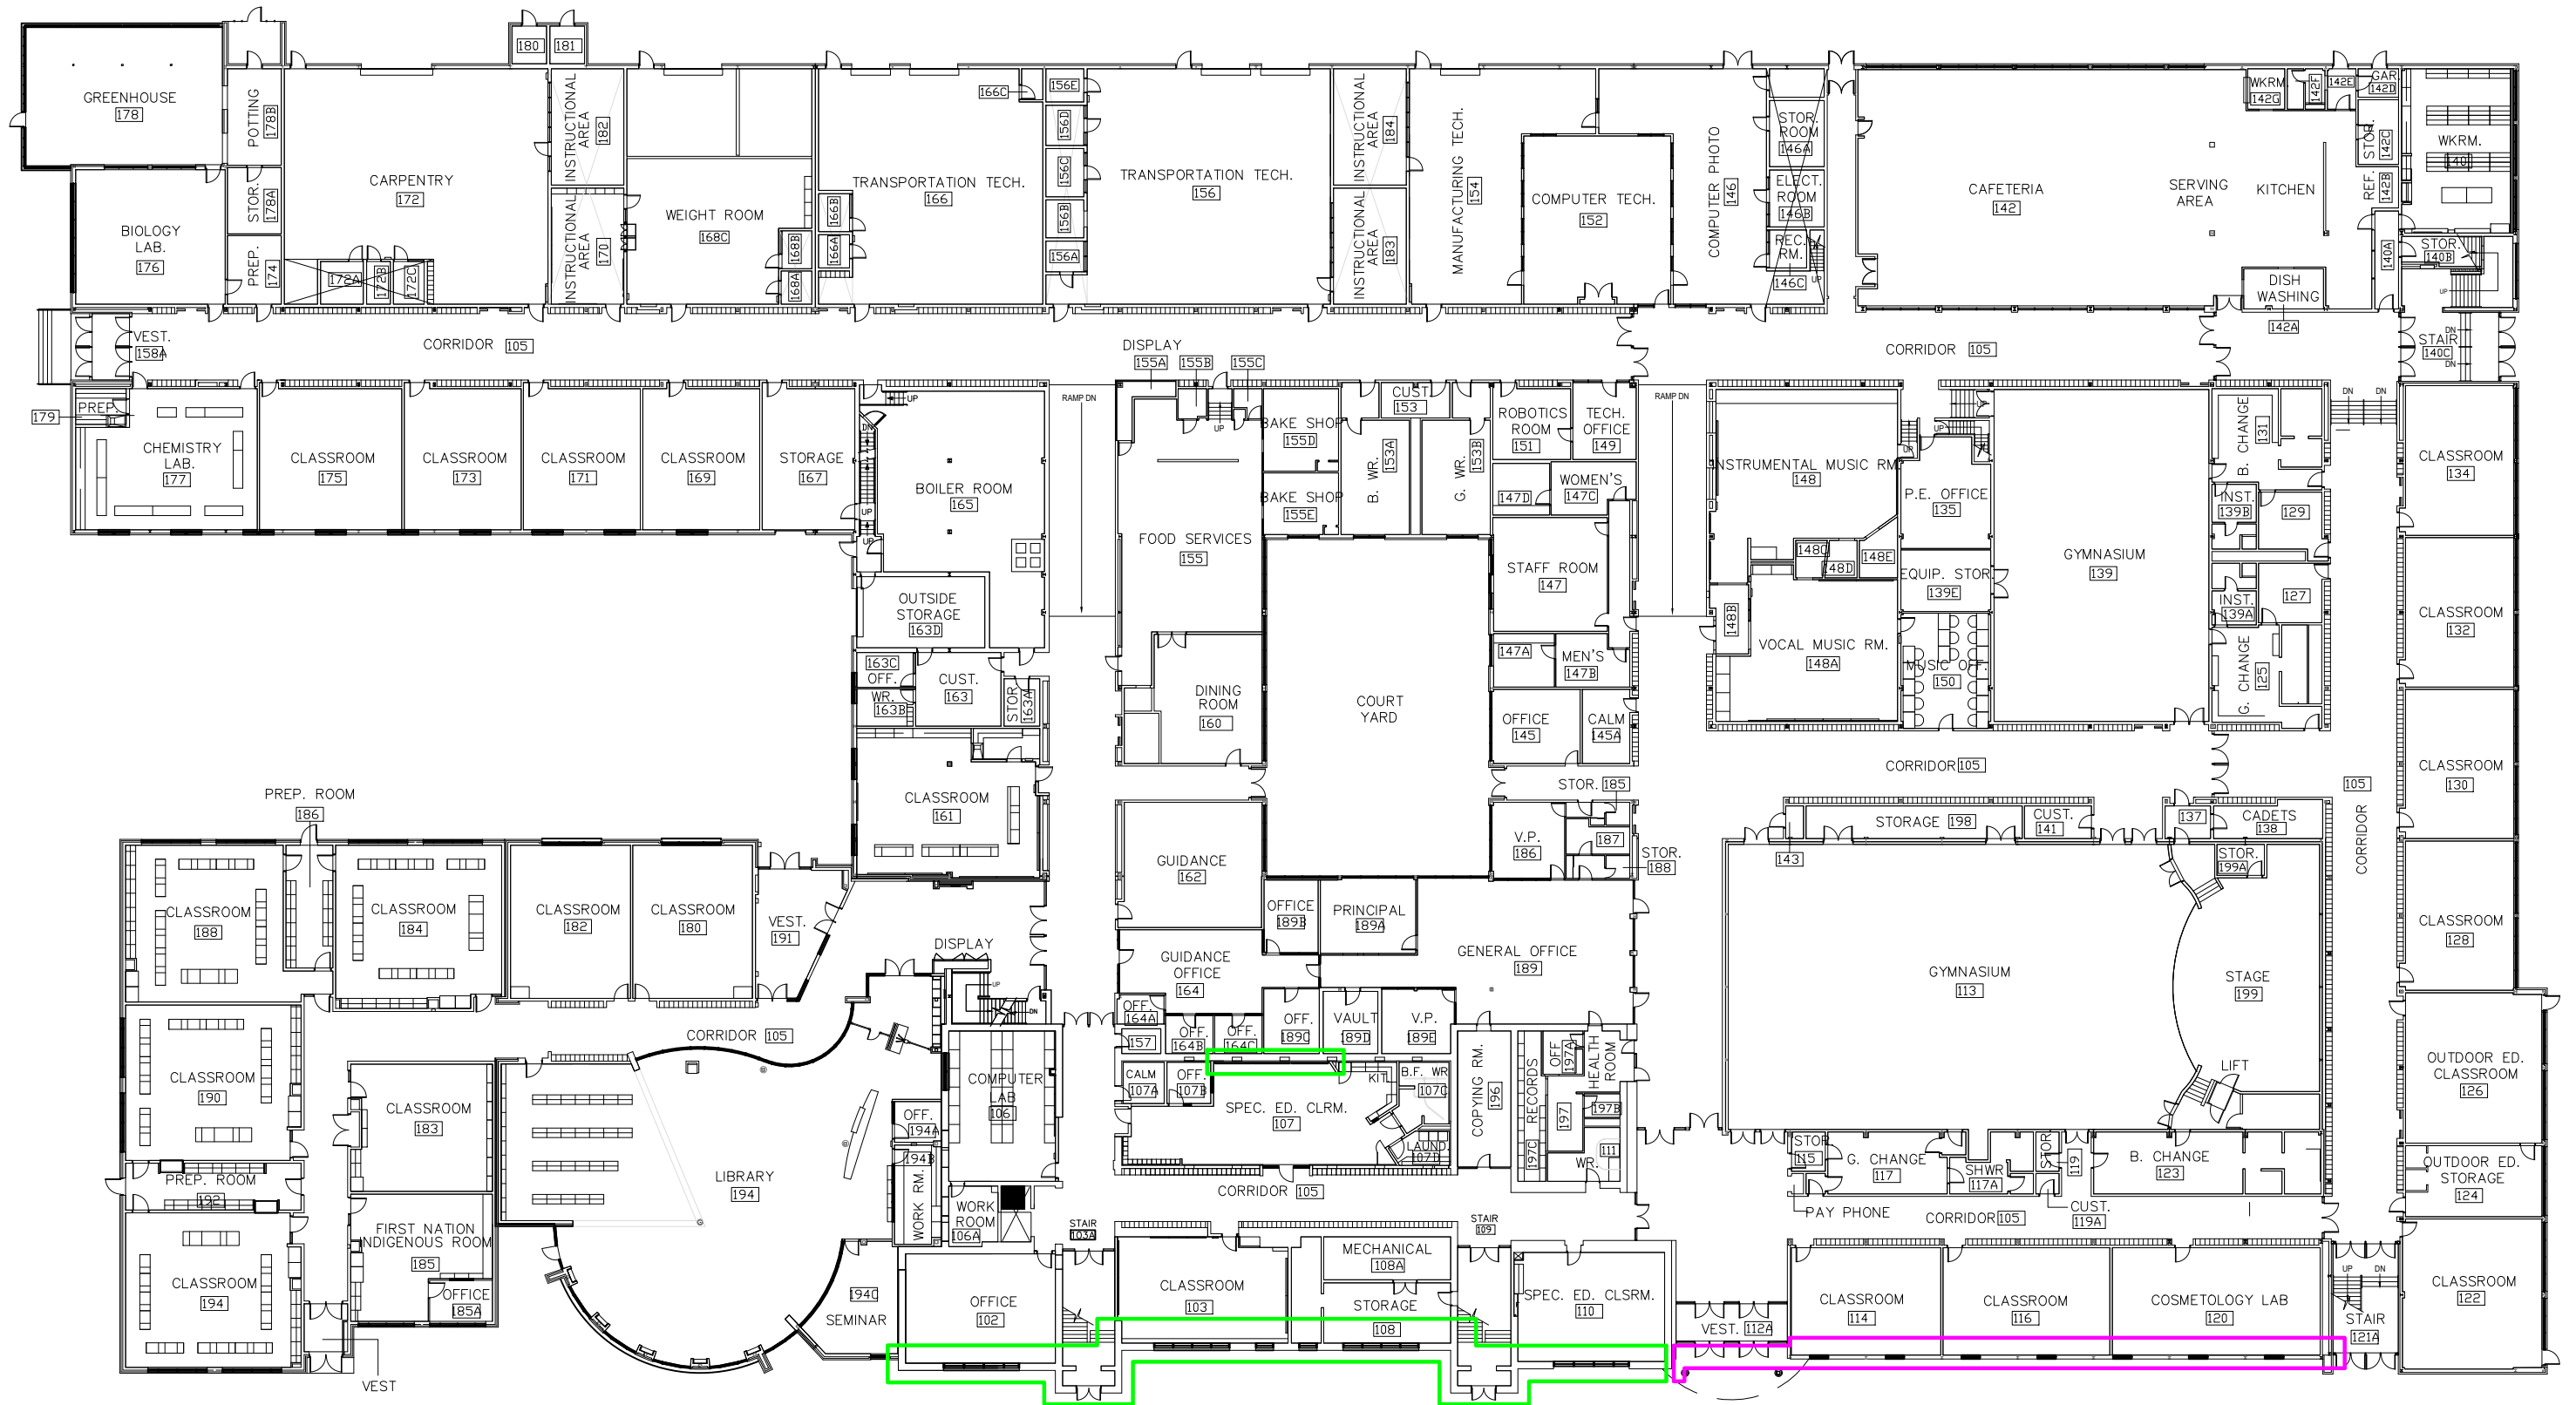 180
181
GREENHOUSE
178
POTTING
178B
CARPENTRY
172
INSTRUCTIONAL
AREA
182
WEIGHT ROOM
168C
TRANSPORTATION TECH.
166
166C
156E
156D
156C
156B
156A
TRANSPORTATION TECH.
156
INSTRUCTIONAL
AREA
184
MANUFACTURING TECH.
154
COMPUTER TECH.
152
COMPUTER PHOTO
146
STOR.
ROOM
146A
ELECT.
ROOM
146B
REC.
RM.
146C
UP
CAFETERIA
142
SERVING
AREA
KITCHEN
WKRM.
142G
142F
142E
GAR
142D
STOR.
142C
REF.
142B
WKRM.
140
STOR.
140B
140A
UP
DISH
WASHING
142A
BIOLOGY
LAB.
176
STOR.
178A
PREP.
174
172A
172B
172C
INSTRUCTIONAL
AREA
170
168B
168A
166B
166A
INSTRUCTIONAL
AREA
183
VEST.
158A
CORRIDOR 105
DISPLAY
155A
155B
155C
CORRIDOR 105
STAIR
140C
DN
DN
179
PREP.
CHEMISTRY
LAB.
177
CLASSROOM
175
CLASSROOM
173
CLASSROOM
171
CLASSROOM
169
STORAGE
167
UP
DN
UP
UP
BOILER ROOM
165
RAMP DN
UP
FOOD SERVICES
155
BAKE SHOP
155D
BAKE SHOP
155E
B. WR.
153A
CUST.
153
G. WR.
153B
ROBOTICS
ROOM
151
TECH.
OFFICE
149
147D
WOMEN'S
147C
STAFF ROOM
147
147A
MEN'S
147B
OFFICE
145
CALM
145A
RAMP DN
INSTRUMENTAL MUSIC RM.
148
148C
148D
148E
148B
VOCAL MUSIC RM.
148A
UP
UP
P.E. OFFICE
135
EQUIP. STOR.
139E
MUSIC OFF.
150
GYMNASIUM
139
B. CHANGE
131
INST.
139B
129
INST.
139A
127
G. CHANGE
125
DN
DN
CLASSROOM
134
CLASSROOM
132
CLASSROOM
130
CLASSROOM
128
105
CORRIDOR
OUTSIDE
STORAGE
163D
163C
OFF.
WR.
163B
CUST.
163
STOR
163A
CLASSROOM
161
DINING
ROOM
160
COURT
YARD
GUIDANCE
162
STOR. 185
V.P.
186
187
STOR.
188
CORRIDOR 105
STORAGE 198
CUST.
141
137
CADETS
138
143
STOR.
199A
GYMNASIUM
113
STAGE
199
LIFT
PREP. ROOM
186
CLASSROOM
188
CLASSROOM
184
CLASSROOM
182
CLASSROOM
180
VEST.
191
DISPLAY
UP
DN
OFFICE
189B
PRINCIPAL
189A
GENERAL OFFICE
189
GUIDANCE
OFFICE
164
OFF.
164A
157
OFF.
164B
OFF.
164C
OFF.
189C
VAULT
189D
V.P.
189E
CORRIDOR 105
CLASSROOM
190
CLASSROOM
183
COMPUTER
LAB
106
OFF.
194A
194B
WORK RM.
LIBRARY
194
CALM
107A
OFF.
107B
SPEC. ED. CLRM.
107
KIT.
B.F. WR
107C
LAUND.
107D
COPYING RM.
196
RECORDS
197C
OFF
197A
197
HEALTH
ROOM
197B
111
WR.
OUTDOOR ED.
CLASSROOM
126
OUTDOOR ED.
STORAGE
124
PREP. ROOM
192
FIRST NATION
INDIGENOUS ROOM
185
OFFICE
185A
CLASSROOM
194
VEST
WORK
ROOM
106A
CORRIDOR 105
STAIR
103A
STAIR
109
STOR
115
G. CHANGE
117
SHWR
117A
STOR
119
B. CHANGE
123
PAY PHONE
CORRIDOR 105
CUST.
119A
194C
SEMINAR
OFFICE
102
CLASSROOM
103
MECHANICAL
108A
STORAGE
108
SPEC. ED. CLSRM.
110
VEST. 112A
CLASSROOM
114
CLASSROOM
116
COSMETOLOGY LAB
120
UP
DN
STAIR
121A
CLASSROOM
122